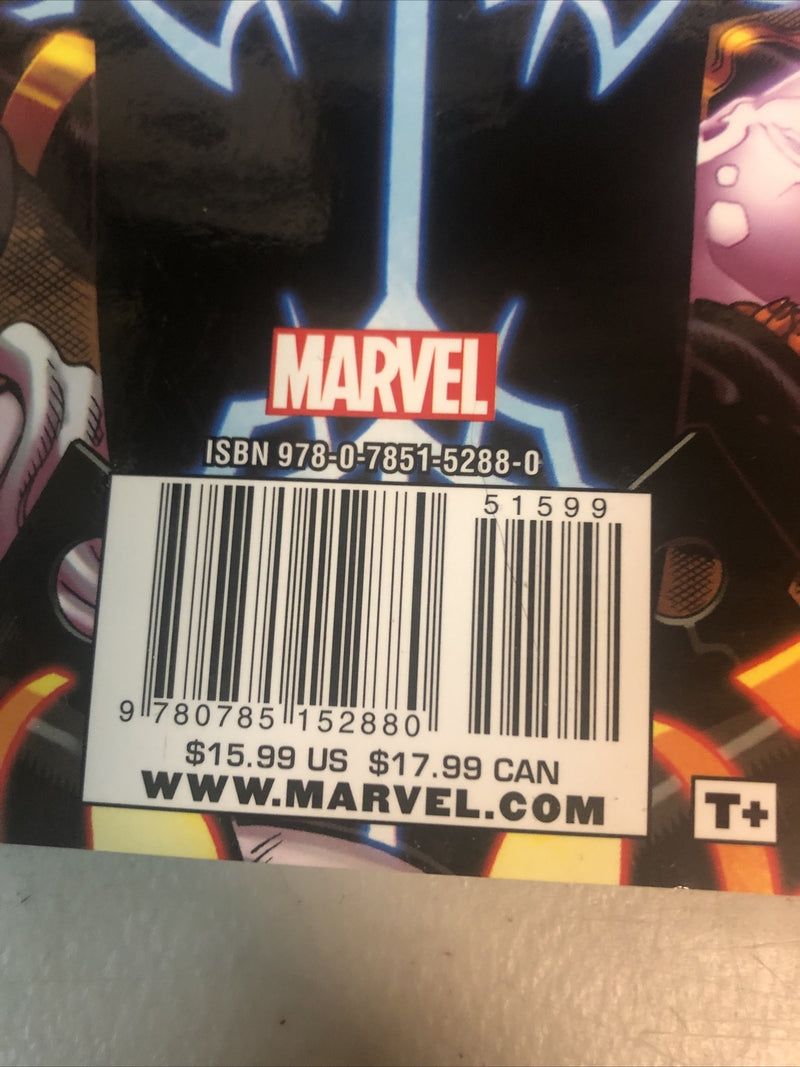 MARVEL
ISBN 978-0-7851-5288-0
51599
9 780785 152880
$15.99 US $17.99 CAN
WWW.MARVEL.COM
T+